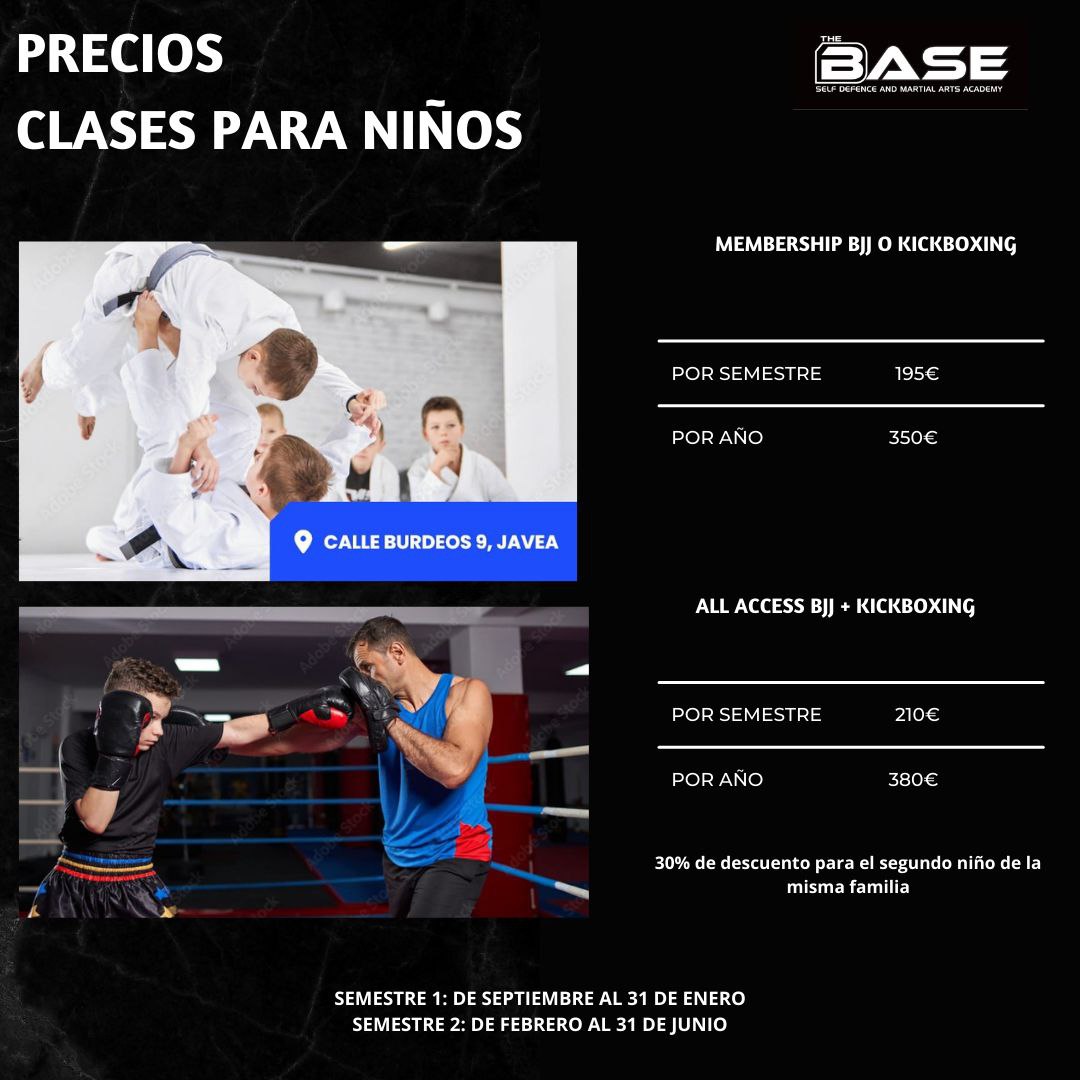 PRECIOS
CLASES PARA NIÑOS
THE
BASE
SELF DEFENCE AND MARTIAL ARTS ACADEMY
MEMBERSHIP BJJ O KICKBOXING
POR SEMESTRE 195€
POR AÑO 350€
CALLE BURDEOS 9, JAVEA
ALL ACCESS BJJ + KICKBOXING
POR SEMESTRE 210€
POR AÑO 380€
30% de descuento para el segundo niño de la
misma familia
SEMESTRE 1: DE SEPTIEMBRE AL 31 DE ENERO
SEMESTRE 2: DE FEBRERO AL 31 DE JUNIO
Adobe Stock